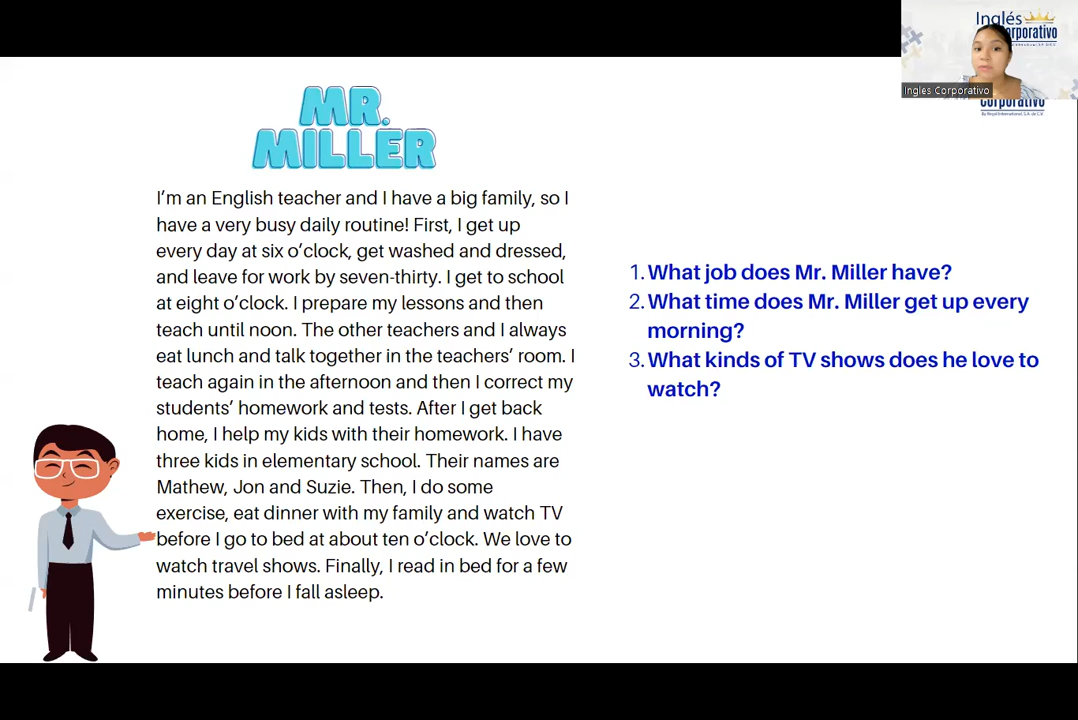 MR.
MILLER
I’m an English teacher and I have a big family, so I
have a very busy daily routine! First, I get up
every day at six o’clock, get washed and dressed,
and leave for work by seven-thirty. I get to school
at eight o’clock. I prepare my lessons and then
teach until noon. The other teachers and I always
eat lunch and talk together in the teachers’ room. I
teach again in the afternoon and then I correct my
students’ homework and tests. After I get back
home, I help my kids with their homework. I have
three kids in elementary school. Their names are
Mathew, Jon and Suzie. Then, I do some
exercise, eat dinner with my family and watch TV
before I go to bed at about ten o’clock. We love to
watch travel shows. Finally, I read in bed for a few
minutes before I fall asleep.
1. What job does Mr. Miller have?
2. What time does Mr. Miller get up every
morning?
3. What kinds of TV shows does he love to
watch?
Inglés
orporativo
Ingles Corporativo
Corporativo
By Royal International, S.A. de C.V.